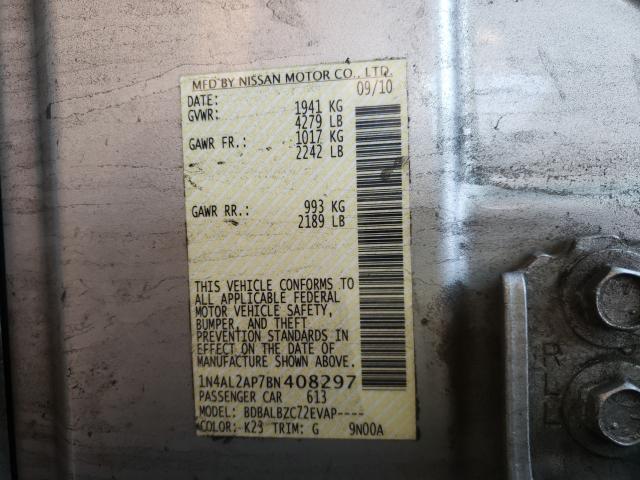 MFD BY NISSAN MOTOR CO., LTD.
DATE: 09/10
GVWR: 1941 KG
4279 LB
GAWR FR.: 1017 KG
2242 LB
GAWR RR.: 993 KG
2189 LB
THIS VEHICLE CONFORMS TO
ALL APPLICABLE FEDERAL
MOTOR VEHICLE SAFETY,
BUMPER, AND THEFT
PREVENTION STANDARDS IN
EFFECT ON THE DATE OF
MANUFACTURE SHOWN ABOVE.
1N4AL2AP7BN408297
PASSENGER CAR 613
MODEL: BDBALBZC72EVAP----
COLOR: K23 TRIM: G 9N00A